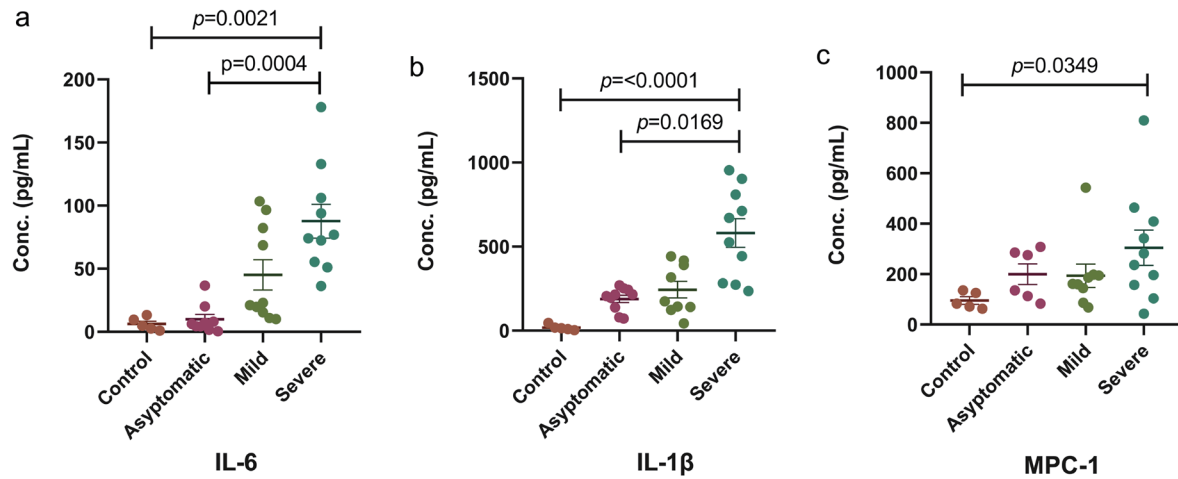 a
p=0.0021
p=0.0004
200
150
100
50
0
Conc. (pg/mL)
Control
Asyptomatic
Mild
Severe
IL-6
b
p=<0.0001
p=0.0169
1500
1000
500
0
Conc. (pg/mL)
Control
Asyptomatic
Mild
Severe
IL-1β
c
p=0.0349
1000
800
600
400
200
0
Conc. (pg/mL)
Control
Asyptomatic
Mild
Severe
MPC-1